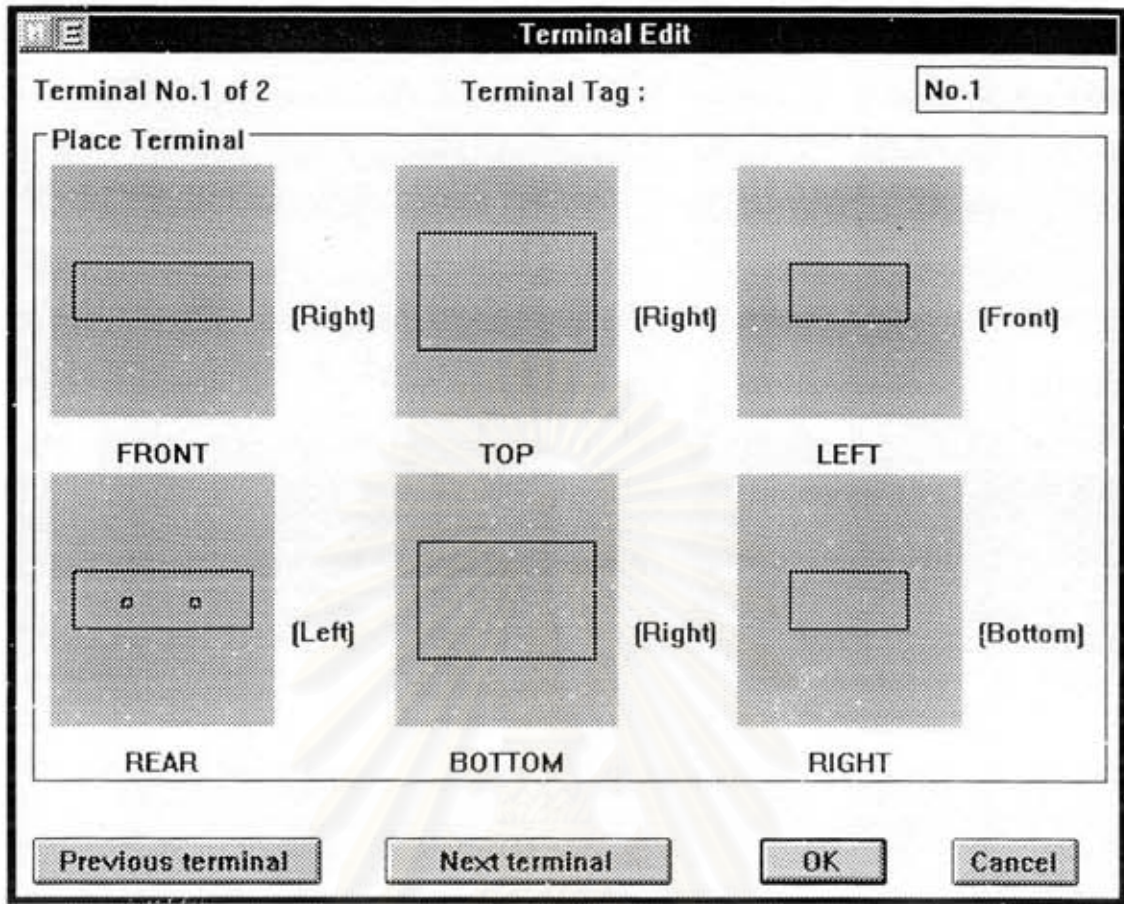 Terminal Edit
Terminal No.1 of 2 Terminal Tag : No.1
Place Terminal
(Right) (Right) (Front)
FRONT TOP LEFT
(Left) (Right) (Bottom)
REAR BOTTOM RIGHT
Previous terminal Next terminal OK Cancel